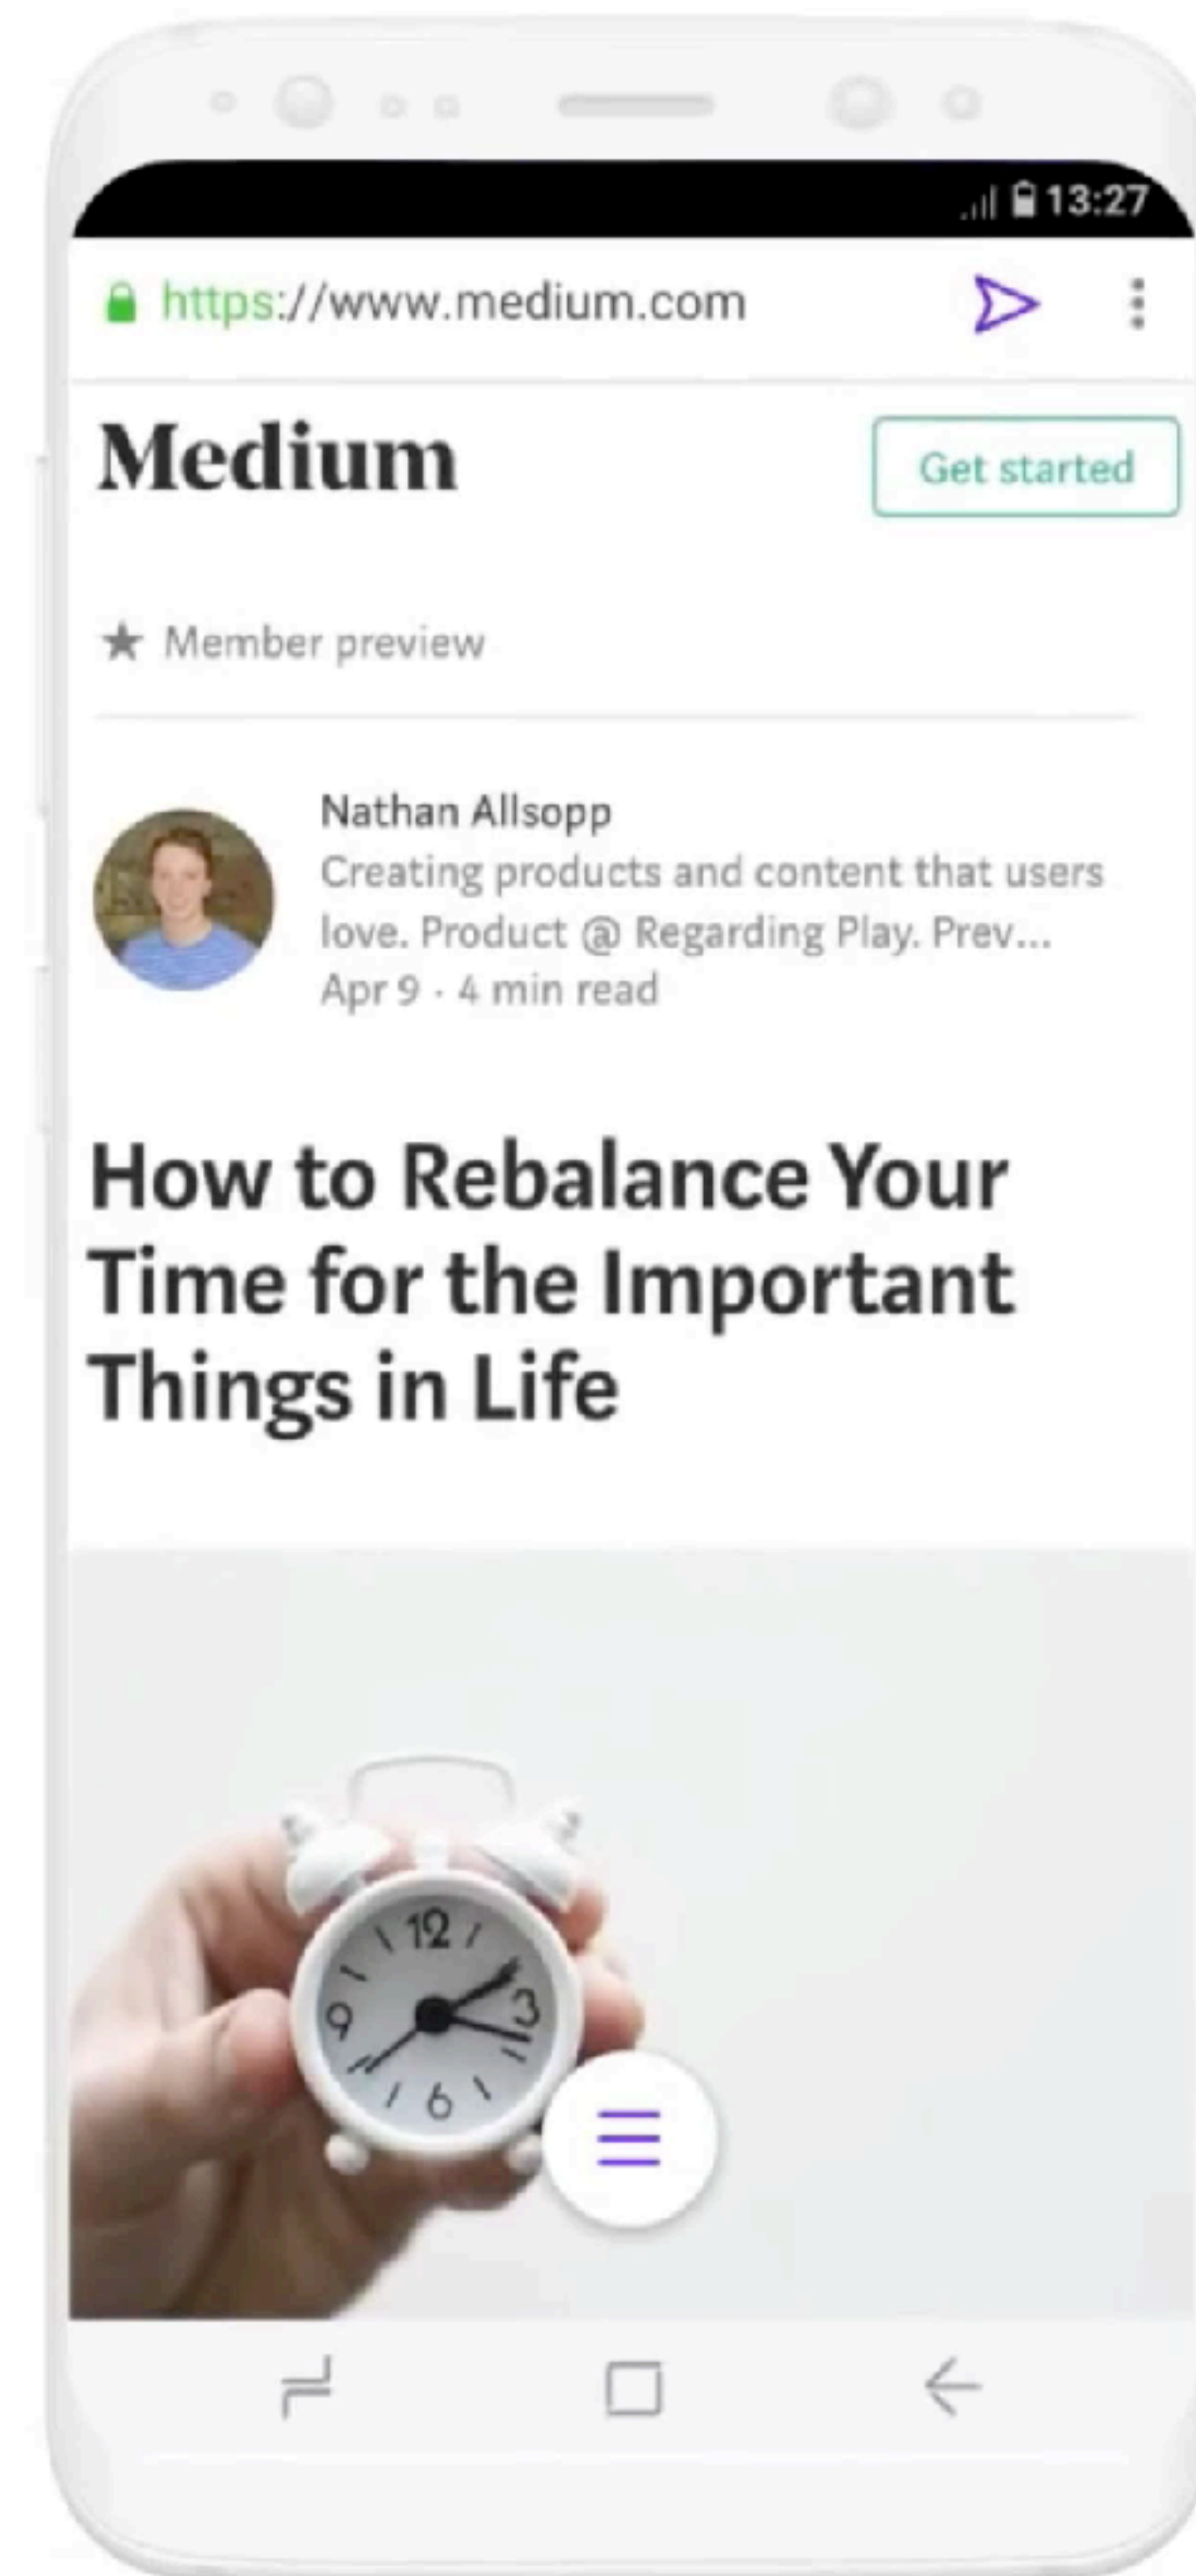 13:27
https://www.medium.com
Medium
Get started
★ Member preview
Nathan Allsopp
Creating products and content that users
love. Product @ Regarding Play. Prev...
Apr 9 · 4 min read
How to Rebalance Your
Time for the Important
Things in Life
12
9
3
6